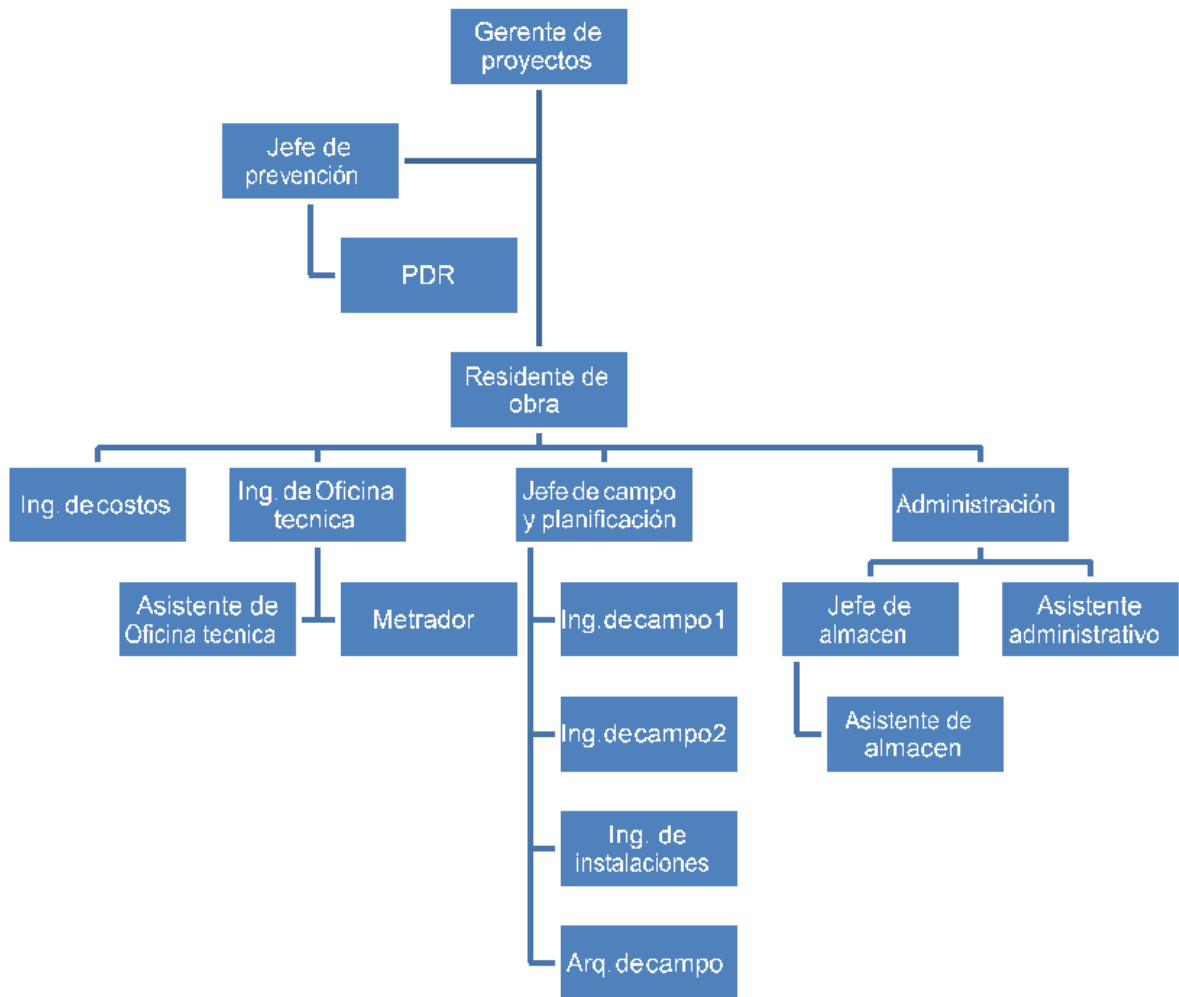 Gerente de
proyectos
Jefe de
prevención
PDR
Residente de
obra
Ing. de costos
Ing. de Oficina
tecnica
Jefe de campo
y planificación
Administración
Asistente de
Oficina tecnica
Metrador
Ing. de campo 1
Jefe de
almacen
Asistente
administrativo
Ing. de campo 2
Asistente de
almacen
Ing. de
instalaciones
Arq. de campo